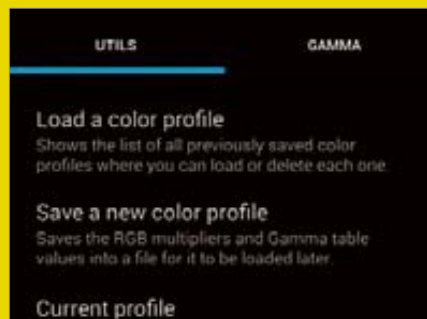 UTILS GAMMA
Load a color profile
Shows the list of all previously saved color
profiles where you can load or delete each one.
Save a new color profile
Saves the RGB multipliers and Gamma table
values into a file for it to be loaded later.
Current profile